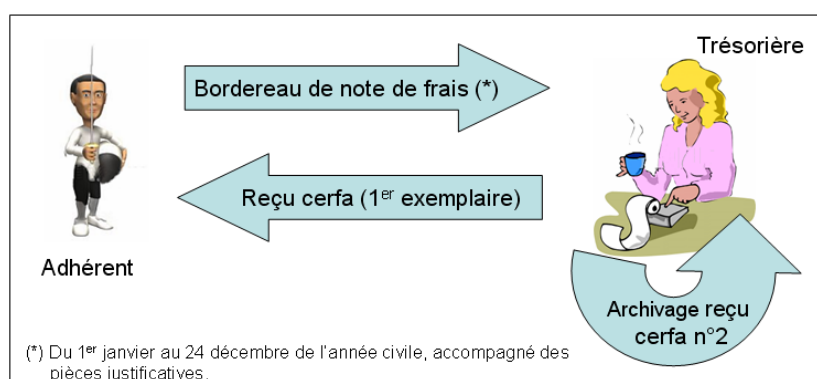 Trésorière
Bordereau de note de frais (*)
Reçu cerfa (1er exemplaire)
Adhérent
Archivage reçu
cerfa n°2
(*) Du 1er janvier au 24 décembre de l'année civile, accompagné des
pièces justificatives.